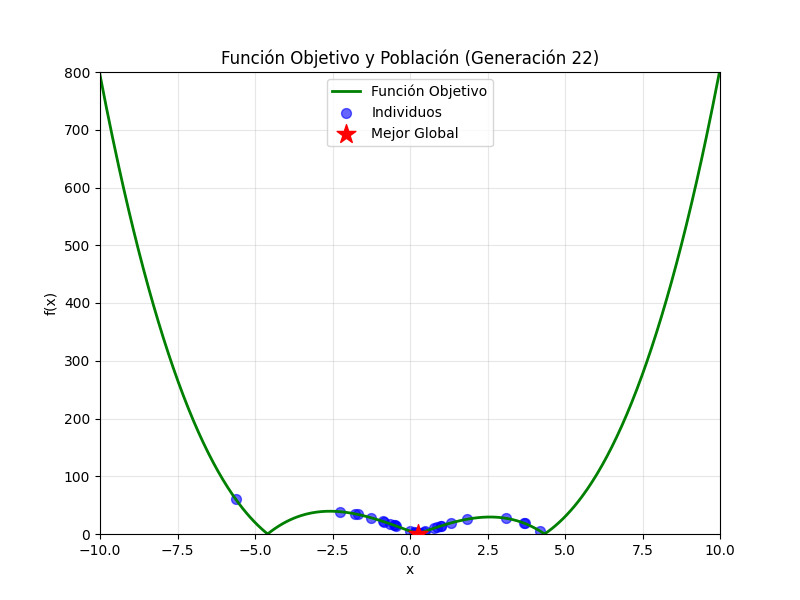 Función Objetivo y Población (Generación 22)
800
700
600
500
400
300
200
100
0
f(x)
Función Objetivo
Individuos
Mejor Global
−10.0 −7.5 −5.0 −2.5 0.0 2.5 5.0 7.5 10.0
x